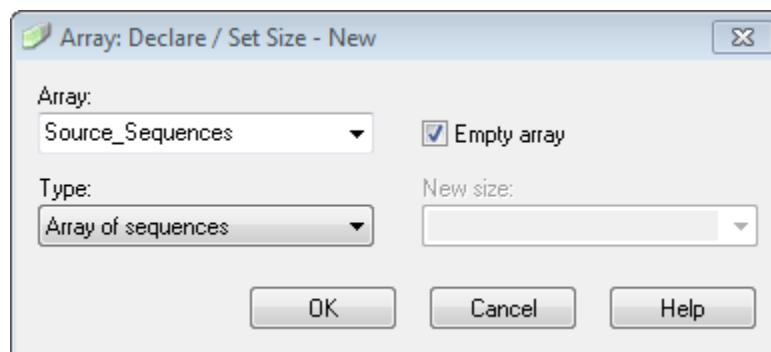 Array: Declare / Set Size - New
Array:
Source_Sequences
Empty array
Type:
New size:
Array of sequences
OK
Cancel
Help